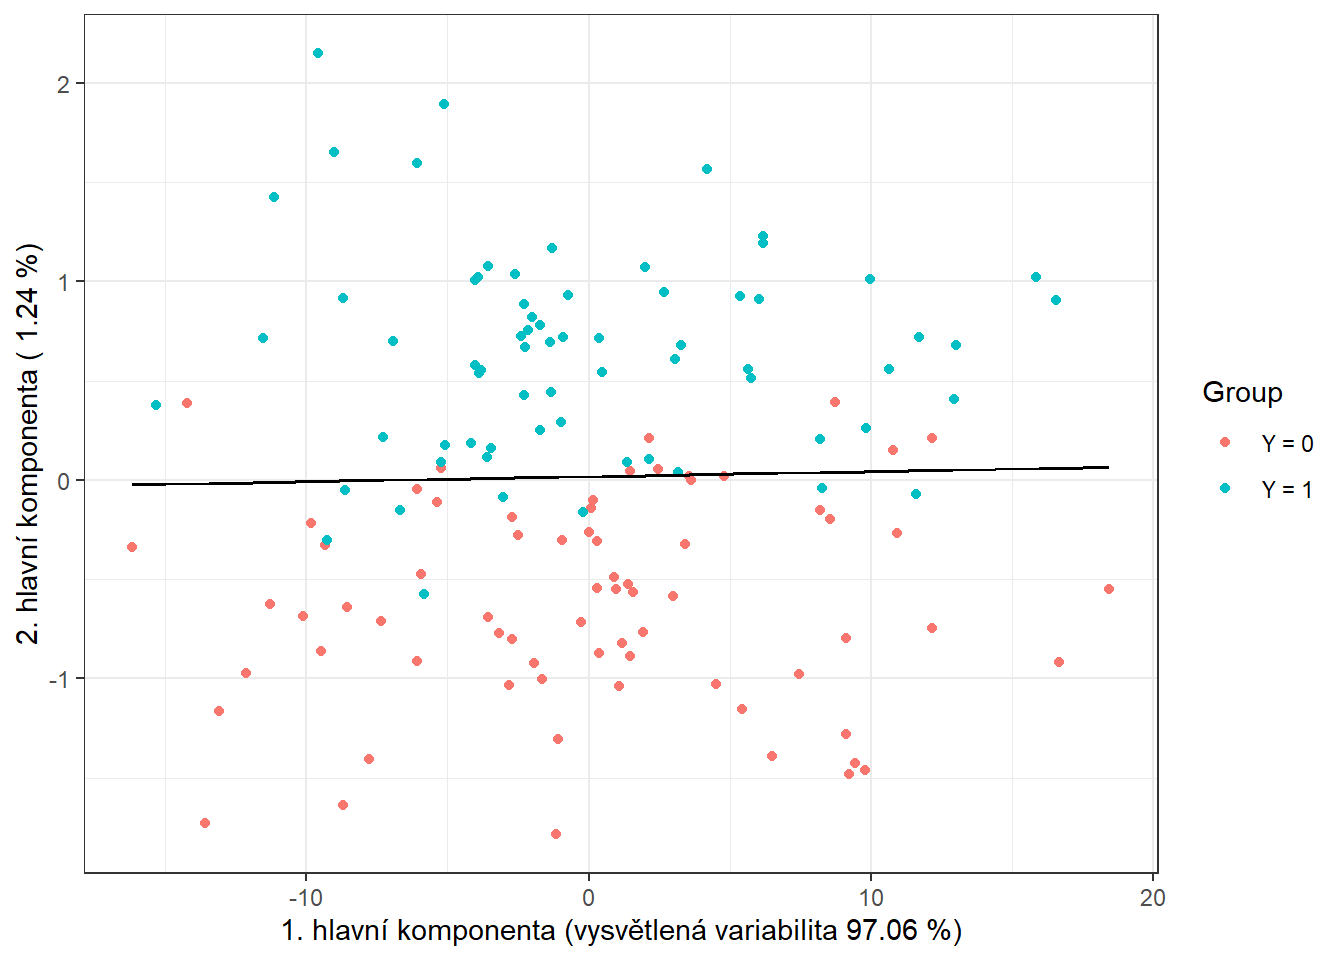 2
1
0
-1
-10
0
10
20
2. hlavní komponenta ( 1.24 %)
1. hlavní komponenta (vysvětlená variabilita 97.06 %)
Group
Y = 0
Y = 1